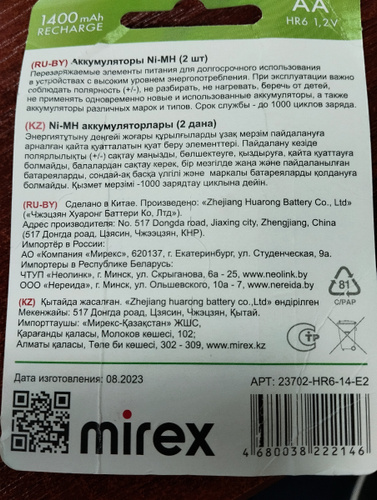 1400 mAh
RECHARGE
AA
HR6 1,2V
(RU-BY) Аккумуляторы Ni-MH (2 шт)
Перезаряжаемые элементы питания для долгосрочного использования
в устройствах с высоким уровнем энергопотребления. При эксплуатации важно
соблюдать полярность (+/-), не разбирать, не нагревать, беречь от детей,
не применять одновременно новые и использованные аккумуляторы, а также
аккумуляторы различных марок и типов. Срок службы - до 1000 циклов заряда.
(KZ) Ni-MH аккумуляторлары (2 дана)
Энергиятұтыну деңгейі жоғары құрылғыларды ұзақ мерзім пайдалануға
арналған қайта қуатталатын қуат беру элементтері. Пайдалану кезінде
полярлылықты (+/-) сақтау маңызды, бөлшектеуге, қыздыруға, қайта қуаттауға
болмайды, балалардан сақтау керек, бір мезгілде жаңа және пайдаланылған
батареяларды, сондай-ақ басқа үлгілі және маркалы батареяларды қолдануға
болмайды. Қызмет мерзімі -1000 зарядтау цикліна дейін.
(RU-BY) Сделано в Китае. Произведено: «Zhejiang Huarong Battery Co., Ltd»
(«Чжэзян Хуаронг Баттери Ко, Лтд»).
Адрес производителя: No. 517 Dongda road, Jiaxing city, Zhengjiang, China
(517 Донгда роад, Цзясин, Чжэцзян, КНР).
Импортёр в России:
АО «Компания «Мирекс», 620137, г. Екатеринбург, ул. Студенческая, 9а.
Импортеры в Республике Беларусь:
ЧТУП «Неолинк», г. Минск, ул. Скрыганова, 6а - 25, www.neolink.by
ООО «Нереида», г. Минск, ул. Ольшевского, 10а - 7, www.nereida.by
(KZ) Қытайда жасалған. «Zhejiang huarong battery co.,Ltd» өндірілген
Мекенжайы: 517 Донгда роад, Цзясин, Чжэцзян, Қытай.
Импорттаушы: «Мирекс-Қазақстан» ЖШС,
Қарағанды қаласы, Молоков көшесі, 102;
Алматы қаласы, Төле би көшесі, 302 - 309, www.mirex.kz
81
C/PAP
Дата изготовления: 08.2023
АРТ: 23702-HR6-14-E2
mirex
4 680038 222146